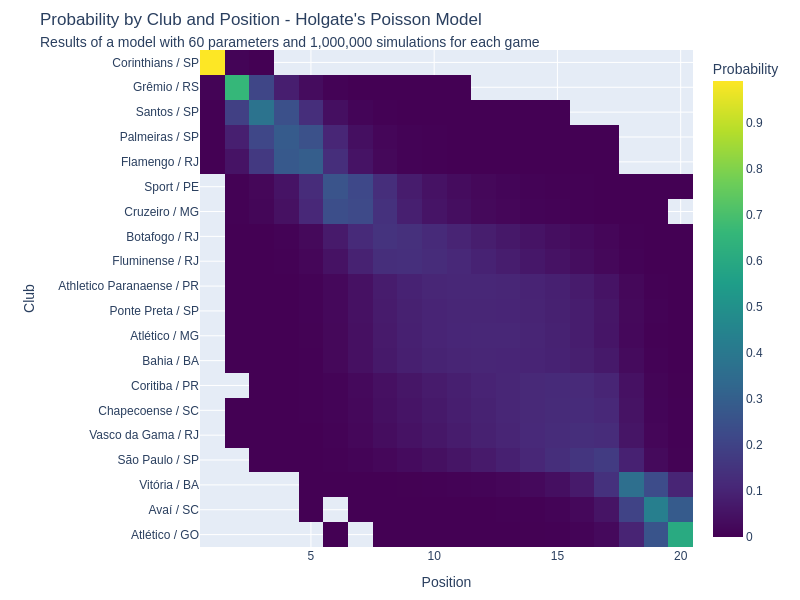 Probability by Club and Position - Holgate's Poisson Model
Results of a model with 60 parameters and 1,000,000 simulations for each game
Probability
Club
Corinthians / SP
Grêmio / RS
Santos / SP
Palmeiras / SP
Flamengo / RJ
Sport / PE
Cruzeiro / MG
Botafogo / RJ
Fluminense / RJ
Athletico Paranaense / PR
Ponte Preta / SP
Atlético / MG
Bahia / BA
Coritiba / PR
Chapecoense / SC
Vasco da Gama / RJ
São Paulo / SP
Vitória / BA
Avaí / SC
Atlético / GO
5 10 15 20
Position
0.9
0.8
0.7
0.6
0.5
0.4
0.3
0.2
0.1
0